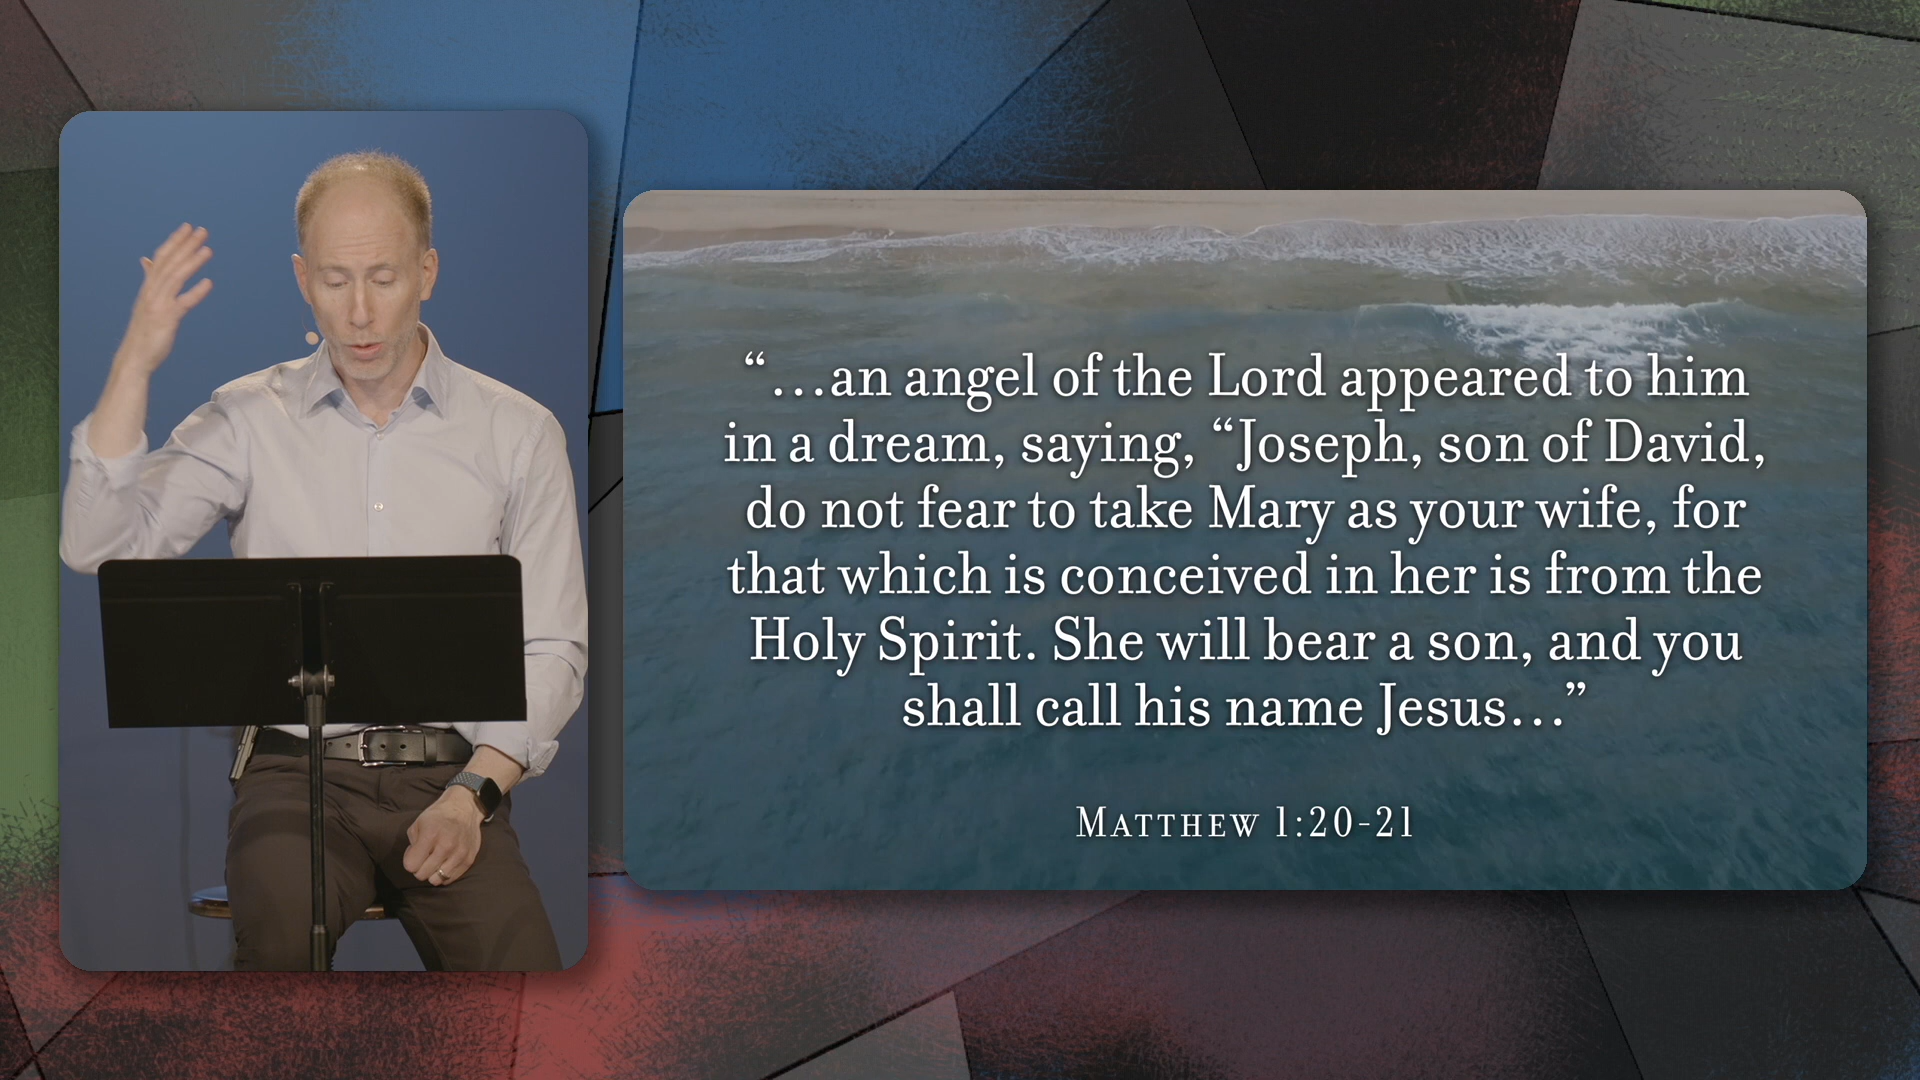 “...an angel of the Lord appeared to him
in a dream, saying, “Joseph, son of David,
do not fear to take Mary as your wife, for
that which is conceived in her is from the
Holy Spirit. She will bear a son, and you
shall call his name Jesus...”
Matthew 1:20-21